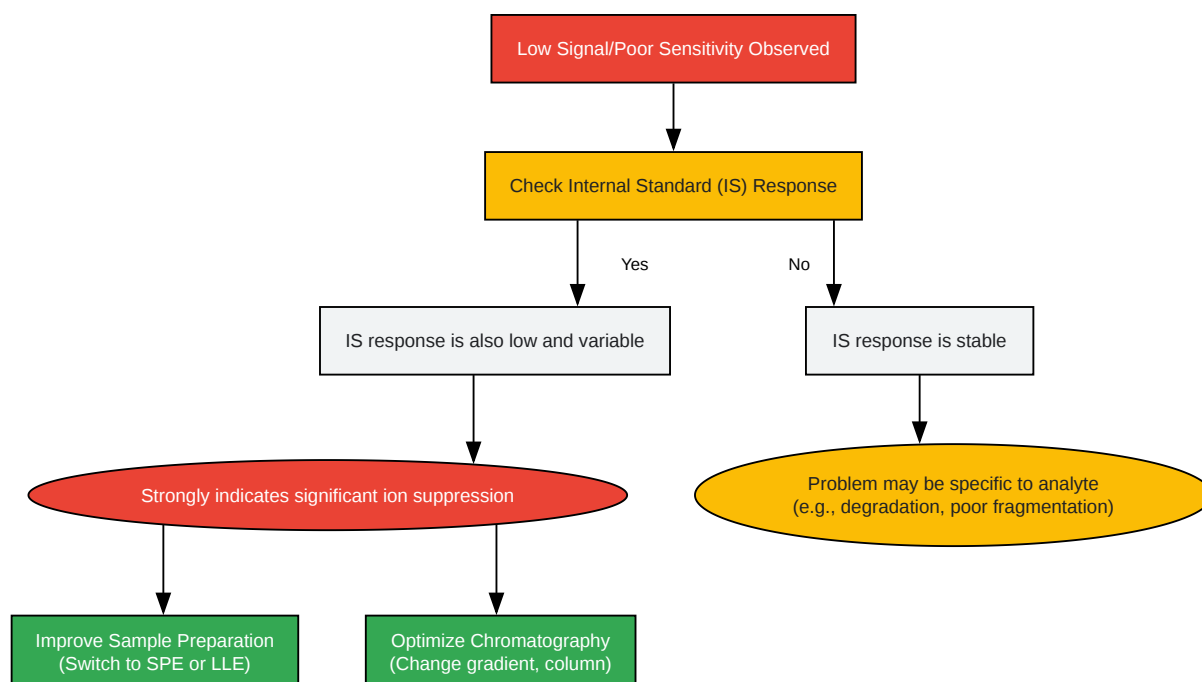 Low Signal/Poor Sensitivity Observed
Check Internal Standard (IS) Response
Yes
No
IS response is also low and variable
IS response is stable
Strongly indicates significant ion suppression
Problem may be specific to analyte
(e.g., degradation, poor fragmentation)
Improve Sample Preparation
(Switch to SPE or LLE)
Optimize Chromatography
(Change gradient, column)